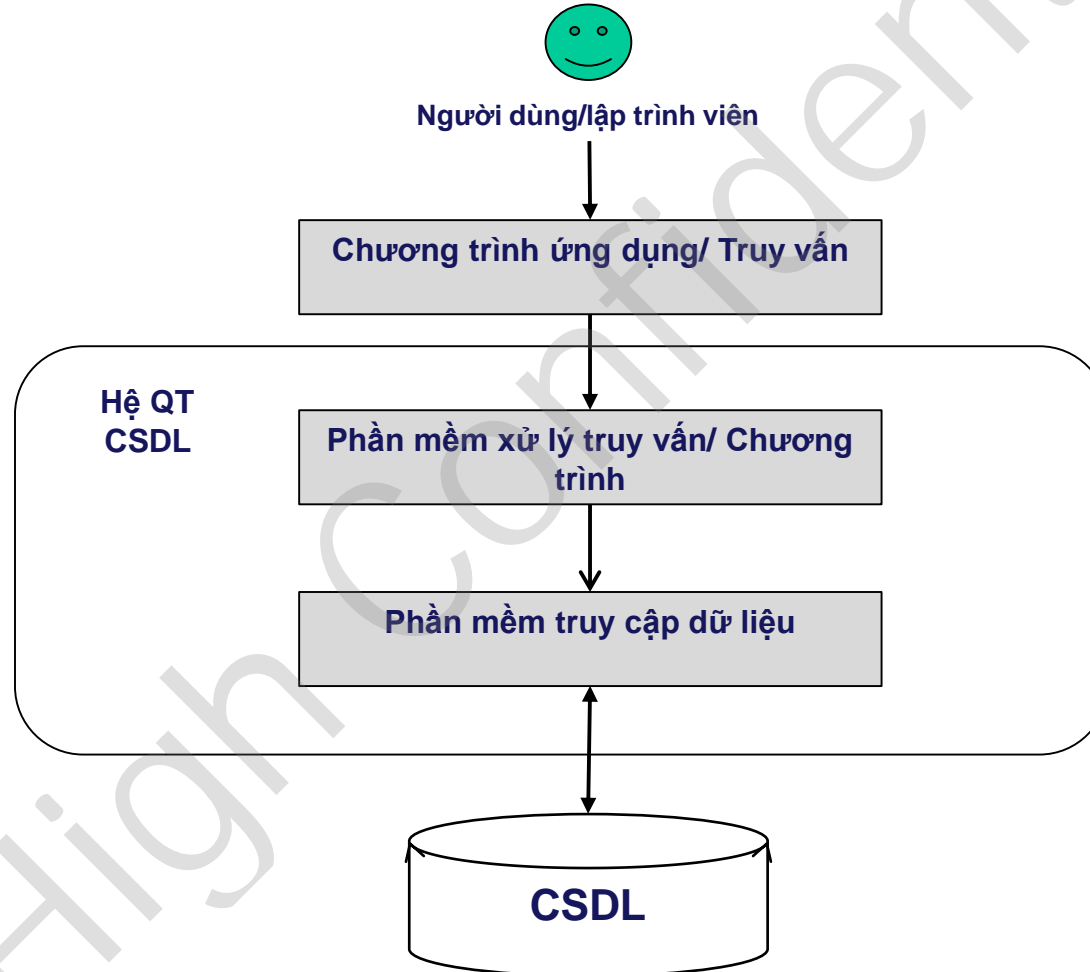 Người dùng/lập trình viên
Chương trình ứng dụng/ Truy vấn
Hệ QT
CSDL
Phần mềm xử lý truy vấn/ Chương
trình
Phần mềm truy cập dữ liệu
CSDL
High Confident